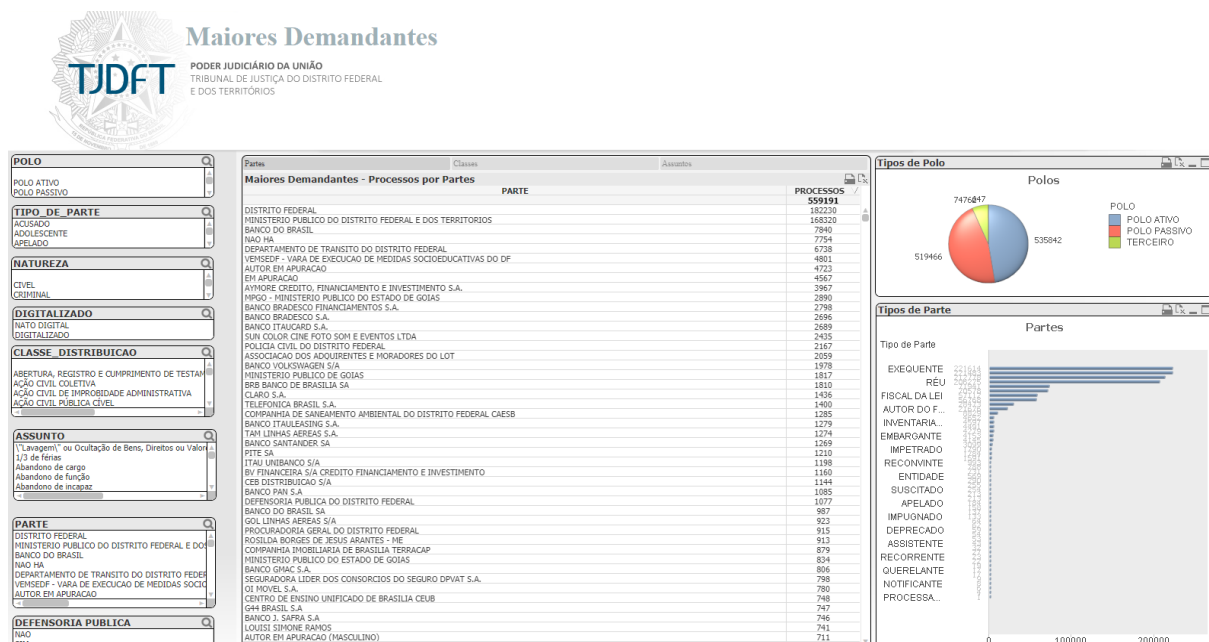 Maiores Demandantes
TJDFT
PODER JUDICIÁRIO DA UNIÃO
TRIBUNAL DE JUSTIÇA DO DISTRITO FEDERAL
E DOS TERRITÓRIOS
POLO
POLO ATIVO
POLO PASSIVO
TIPO_DE_PARTE
ACUSADO
ADOLESCENTE
APELADO
NATUREZA
CIVEL
CRIMINAL
DIGITALIZADO
NATO DIGITAL
DIGITALIZADO
CLASSE_DISTRIBUICAO
ABERTURA, REGISTRO E CUMPRIMENTO DE TESTAM
AÇÃO CIVIL COLETIVA
AÇÃO CIVIL DE IMPROBIDADE ADMINISTRATIVA
AÇÃO CIVIL PÚBLICA CÍVEL
ASSUNTO
\"Lavagem\" ou Ocultação de Bens, Direitos ou Valor
1/3 de férias
Abandono de cargo
Abandono de função
Abandono de incapaz
PARTE
DISTRITO FEDERAL
MINISTERIO PUBLICO DO DISTRITO FEDERAL E DOS
BANCO DO BRASIL
NAO HA
DEPARTAMENTO DE TRANSITO DO DISTRITO FEDER
VEMSEDF - VARA DE EXECUCAO DE MEDIDAS SOCIO
AUTOR EM APURACAO
DEFENSORIA PUBLICA
NAO
Partes Classes Assuntos
Maiores Demandantes - Processos por Partes
PARTE PROCESSOS
559191
DISTRITO FEDERAL 182230
MINISTERIO PUBLICO DO DISTRITO FEDERAL E DOS TERRITORIOS 168320
BANCO DO BRASIL 7840
NAO HA 7754
DEPARTAMENTO DE TRANSITO DO DISTRITO FEDERAL 6738
VEMSEDF - VARA DE EXECUCAO DE MEDIDAS SOCIOEDUCATIVAS DO DF 4801
AUTOR EM APURACAO 4723
EM APURACAO 4567
AYMORE CREDITO, FINANCIAMENTO E INVESTIMENTO S.A. 3967
MPGO - MINISTERIO PUBLICO DO ESTADO DE GOIAS 2890
BANCO BRADESCO FINANCIAMENTOS S.A. 2798
BANCO BRADESCO S.A. 2696
BANCO ITAUCARD S.A. 2689
SUN COLOR CINE FOTO SOM E EVENTOS LTDA 2435
POLICIA CIVIL DO DISTRITO FEDERAL 2167
ASSOCIACAO DOS ADQUIRENTES E MORADORES DO LOT 2059
BANCO VOLKSWAGEN S/A 1978
MINISTERIO PUBLICO DE GOIAS 1817
BRB BANCO DE BRASILIA SA 1810
CLARO S.A. 1436
TELEFONICA BRASIL S.A. 1400
COMPANHIA DE SANEAMENTO AMBIENTAL DO DISTRITO FEDERAL CAESB 1285
BANCO ITAULEASING S.A. 1279
TAM LINHAS AEREAS S/A. 1274
BANCO SANTANDER SA 1269
PITE SA 1210
ITAU UNIBANCO S/A 1198
BV FINANCEIRA S/A CREDITO FINANCIAMENTO E INVESTIMENTO 1160
CEB DISTRIBUICAO S/A 1144
BANCO PAN S.A 1085
DEFENSORIA PUBLICA DO DISTRITO FEDERAL 1077
BANCO DO BRASIL SA 987
GOL LINHAS AEREAS S/A 923
PROCURADORIA GERAL DO DISTRITO FEDERAL 915
ROSILDA BORGES DE JESUS ARANTES - ME 913
COMPANHIA IMOBILIARIA DE BRASILIA TERRACAP 879
MINISTERIO PUBLICO DO ESTADO DE GOIAS 834
BANCO GMAC S.A. 806
SEGURADORA LIDER DOS CONSORCIOS DO SEGURO DPVAT S.A. 798
OI MOVEL S.A. 780
CENTRO DE ENSINO UNIFICADO DE BRASILIA CEUB 748
G44 BRASIL S.A 747
BANCO J. SAFRA S.A 746
LOUISI SIMONE RAMOS 741
AUTOR EM APURACAO (MASCULINO) 711
Tipos de Polo
Polos
535842
519466
POLO
POLO ATIVO
POLO PASSIVO
TERCEIRO
Tipos de Parte
Partes
Tipo de Parte
EXEQUENTE
RÉU
FISCAL DA LEI
AUTOR DO F...
INVENTARIA...
EMBARGANTE
IMPETRADO
RECONVINTE
ENTIDADE
SUSCITADO
APELADO
IMPUGNADO
DEPRECADO
ASSISTENTE
RECORRENTE
QUERELANTE
NOTIFICANTE
PROCESSA...
0 100000 200000